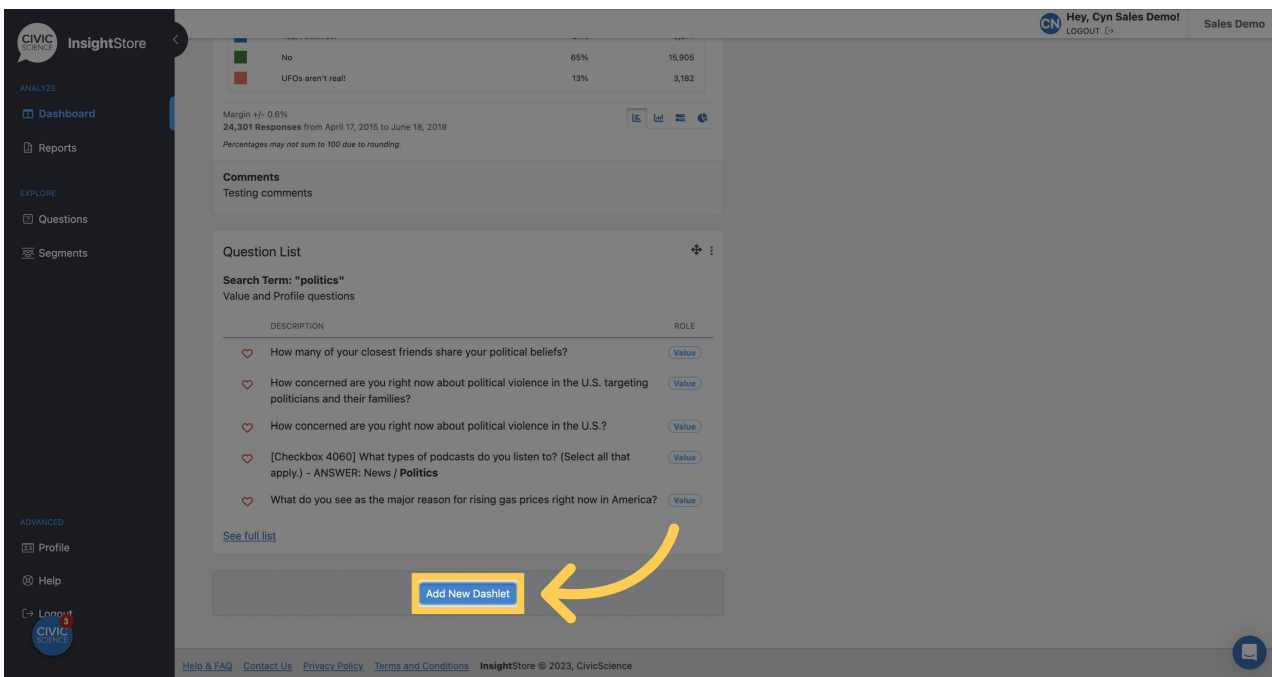 CIVIC
SCIENCE
InsightStore
CN
Hey, Cyn Sales Demo!
LOGOUT
Sales Demo
ANALYZE
Dashboard
Reports
EXPLORE
Questions
Segments
ADVANCED
Profile
Help
Logout
3
CIVIC
SCIENCE
No 65% 15,905
UFOs aren't real! 13% 3,182
Margin +/- 0.6%
24,301 Responses from April 17, 2015 to June 18, 2018
Percentages may not sum to 100 due to rounding.
Comments
Testing comments
Question List
Search Term: "politics"
Value and Profile questions
DESCRIPTION ROLE
How many of your closest friends share your political beliefs? Value
How concerned are you right now about political violence in the U.S. targeting Value
politicians and their families?
How concerned are you right now about political violence in the U.S.? Value
[Checkbox 4060] What types of podcasts do you listen to? (Select all that Value
apply.) - ANSWER: News / Politics
What do you see as the major reason for rising gas prices right now in America? Value
See full list
Add New Dashlet
Help & FAQ Contact Us Privacy Policy Terms and Conditions InsightStore © 2023, CivicScience